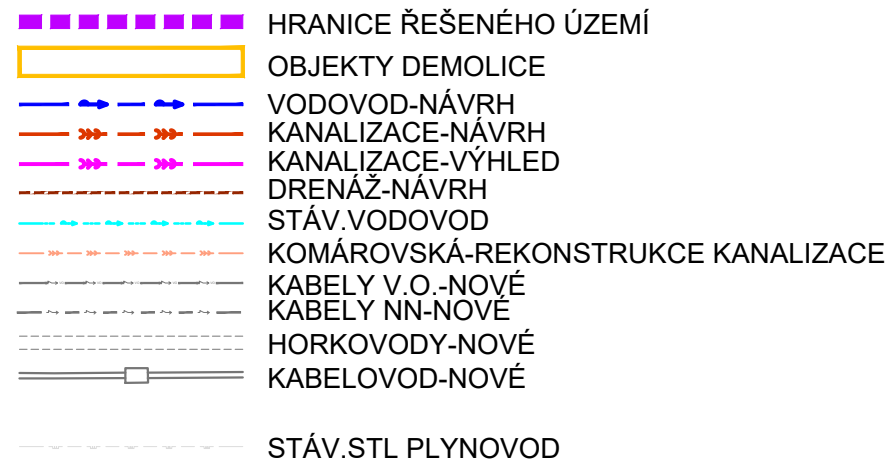 HRANICE ŘEŠENÉHO ÚZEMÍ
OBJEKTY DEMOLICE
VODOVOD-NÁVRH
KANALIZACE-NÁVRH
KANALIZACE-VÝHLED
DRENÁŽ-NÁVRH
STÁV.VODOVOD
KOMÁROVSKÁ-REKONSTRUKCE KANALIZACE
KABELY V.O.-NOVÉ
KABELY NN-NOVÉ
HORKOVODY-NOVÉ
KABELOVOD-NOVÉ
STÁV.STL PLYNOVOD